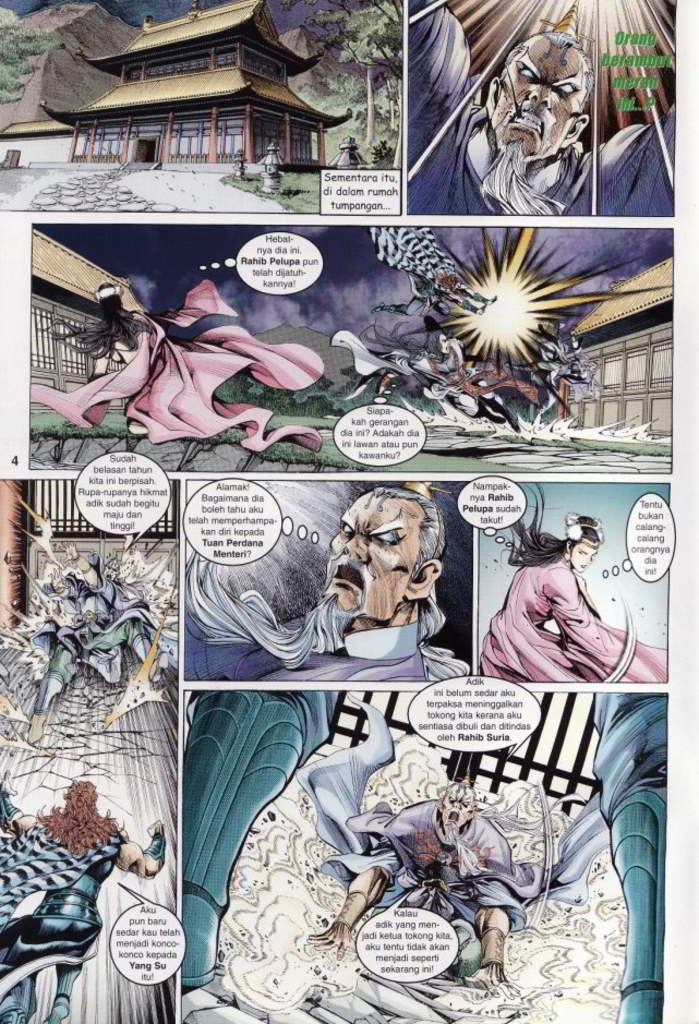 Sementara itu,
di dalam rumah
tumpangan...
Orang
berambut
merah
ini...?
Hebat-
nya dia ini.
Rahib Pelupa pun
telah dijatuh-
kannya!
Siapa-
kah gerangan
dia ini? Adakah dia
ini lawan atau pun
kawanku?
4
Sudah
belasan tahun
kita ini berpisah.
Rupa-rupanya hikmat
adik sudah begitu
maju dan
tinggi!
Aku
pun baru
sedar kau telah
menjadi konco-
konco kepada
Yang Su
itu!
Alamak!
Bagaimana dia
boleh tahu aku
telah memperhampa-
kan diri kepada
Tuan Perdana
Menteri?
Nampak-
nya Rahib
Pelupa sudah
takut!
Tentu
bukan
calang-
calang
orangnya
dia
ini!
Adik
ini belum sedar aku
terpaksa meninggalkan
tokong kita kerana aku
sentiasa dibuli dan ditindas
oleh Rahib Suria.
Kalau
adik yang men-
jadi ketua tokong kita,
aku tentu tidak akan
menjadi seperti
sekarang ini!